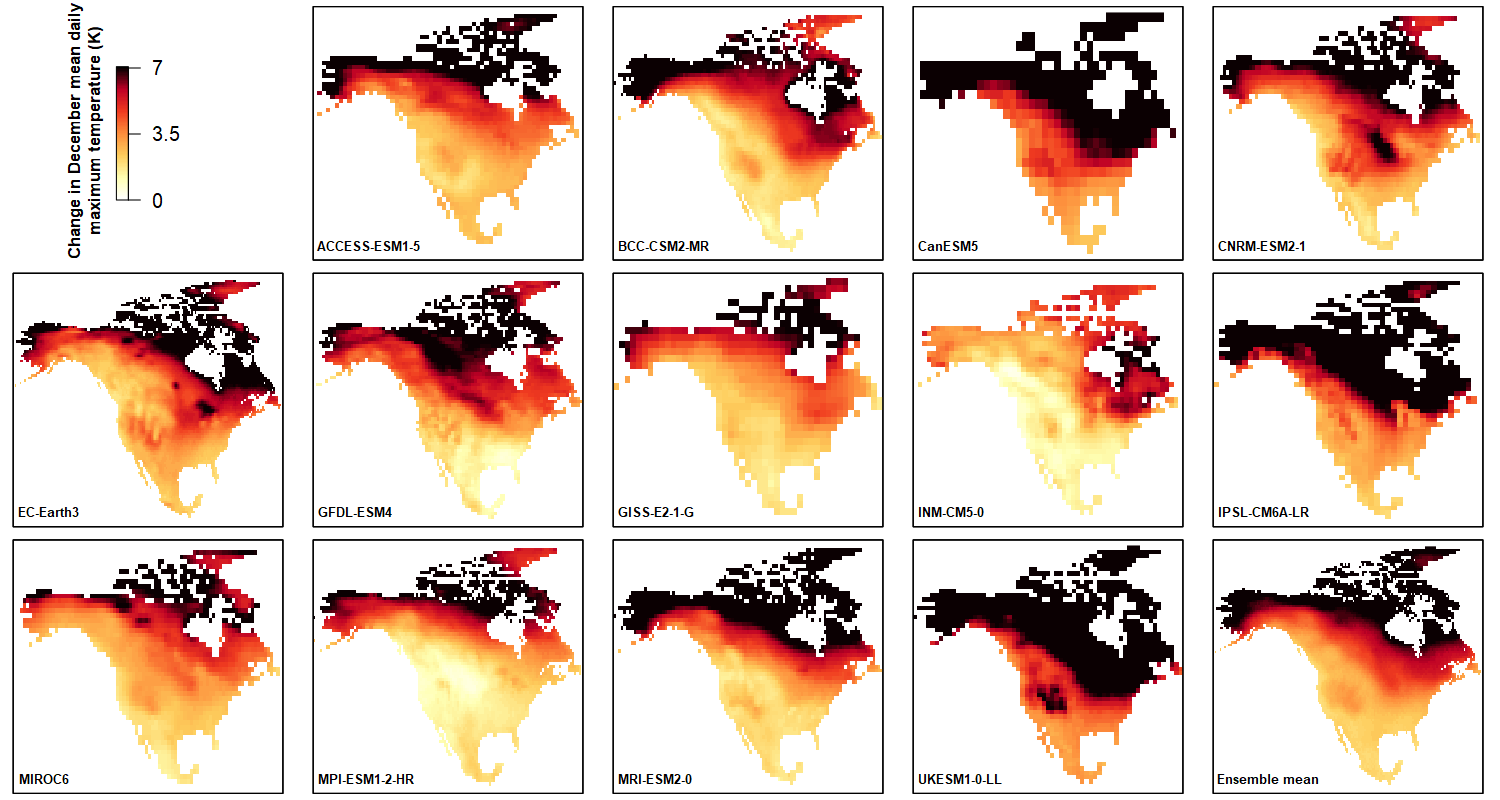 Change in December mean daily
maximum temperature (K)
7
3.5
0
ACCESS-ESM1-5
BCC-CSM2-MR
CanESM5
CNRM-ESM2-1
EC-Earth3
GFDL-ESM4
GISS-E2-1-G
INM-CM5-0
IPSL-CM6A-LR
MIROC6
MPI-ESM1-2-HR
MRI-ESM2-0
UKESM1-0-LL
Ensemble mean